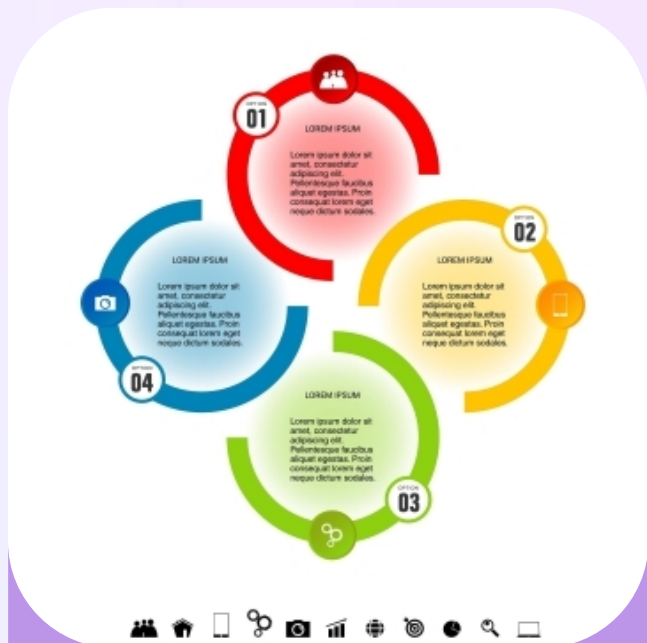 OPTION
01
LOREM IPSUM
Lorem ipsum dolor sit
amet, consectetur
adipiscing elit.
Pellentesque faucibus
aliquet egestas. Proin
consequat lorem eget
neque dictum sodales.
OPTION
02
LOREM IPSUM
Lorem ipsum dolor sit
amet, consectetur
adipiscing elit.
Pellentesque faucibus
aliquet egestas. Proin
consequat lorem eget
neque dictum sodales.
LOREM IPSUM
Lorem ipsum dolor sit
amet, consectetur
adipiscing elit.
Pellentesque faucibus
aliquet egestas. Proin
consequat lorem eget
neque dictum sodales.
OPTION
03
LOREM IPSUM
Lorem ipsum dolor sit
amet, consectetur
adipiscing elit.
Pellentesque faucibus
aliquet egestas. Proin
consequat lorem eget
neque dictum sodales.
04